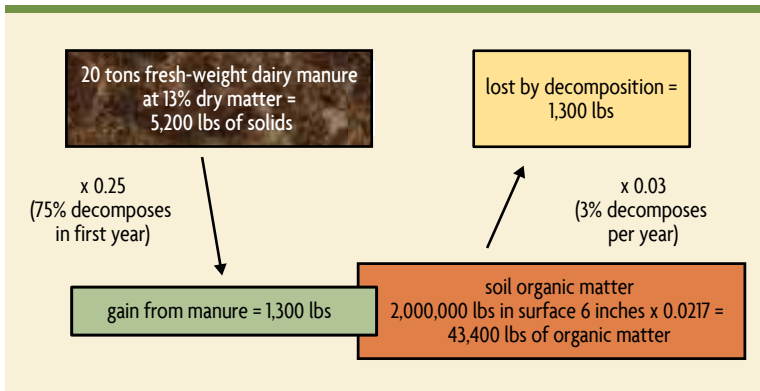 20 tons fresh-weight dairy manure
at 13% dry matter =
5,200 lbs of solids
lost by decomposition =
1,300 lbs
x 0.25
(75% decomposes
in first year)
x 0.03
(3% decomposes
per year)
gain from manure = 1,300 lbs
soil organic matter
2,000,000 lbs in surface 6 inches x 0.0217 =
43,400 lbs of organic matter